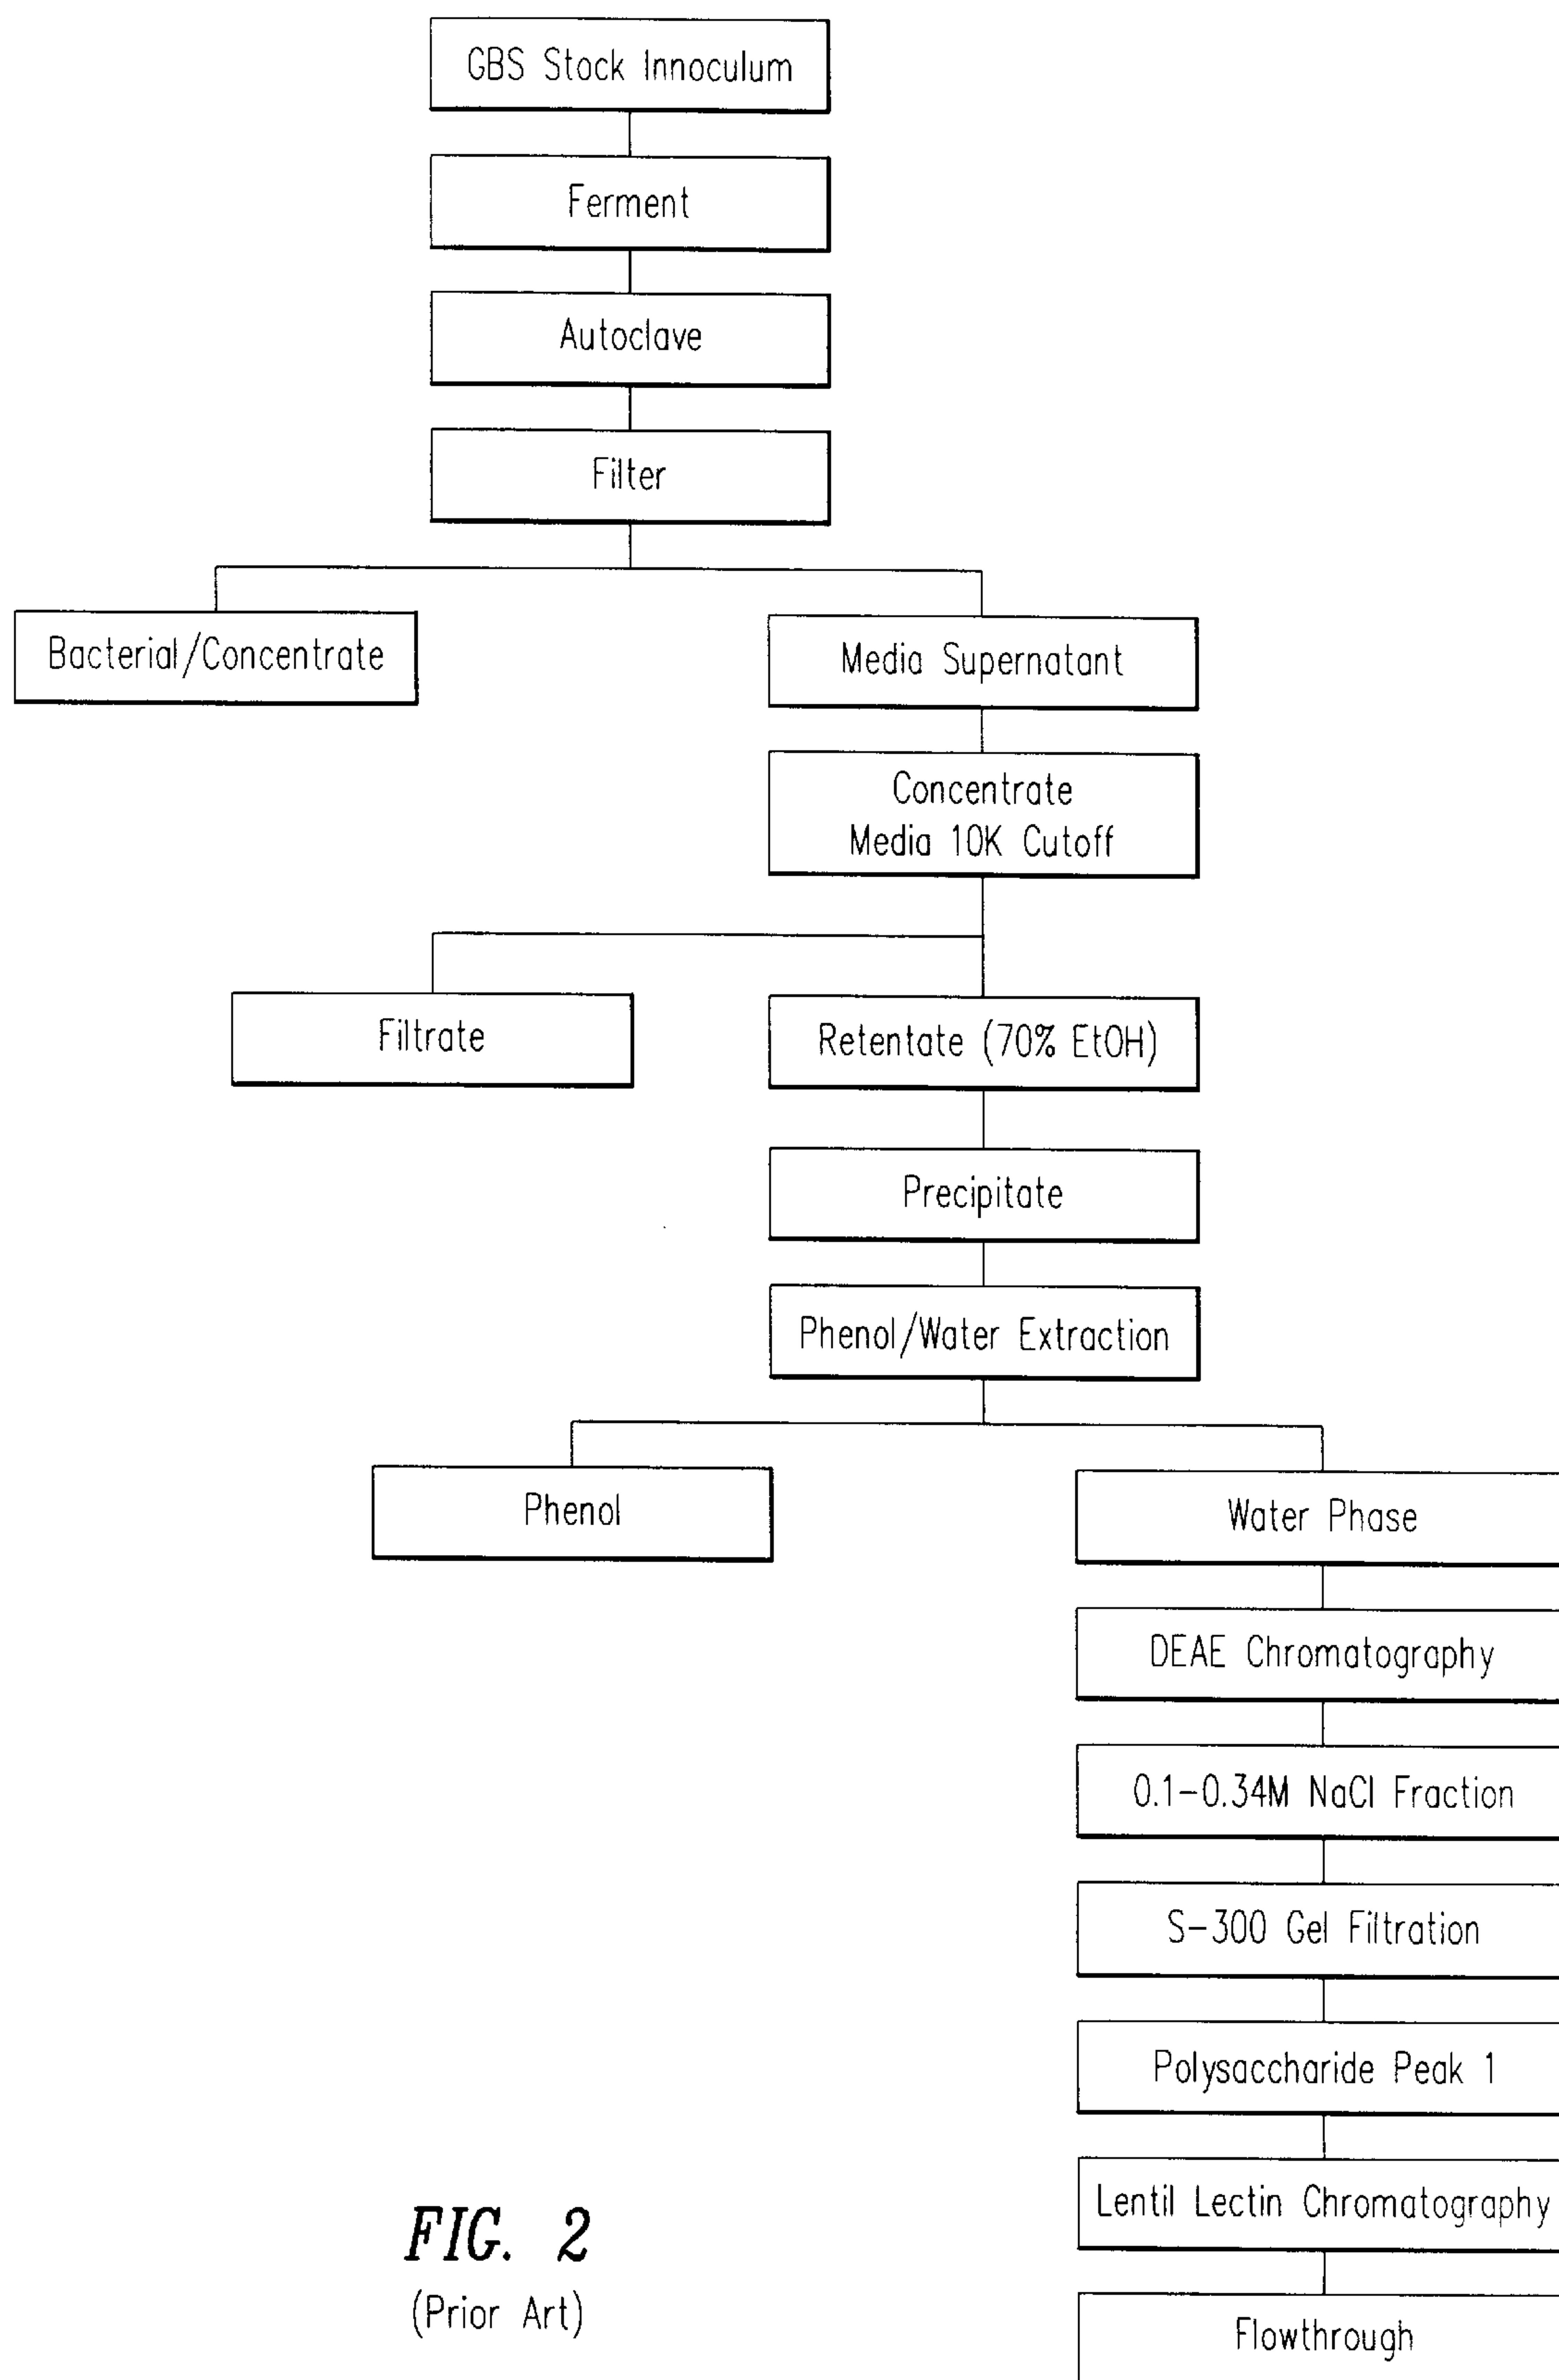 GBS Stock Innoculum
Ferment
Autoclave
Filter
Bacterial/Concentrate
Media Supernatant
Concentrate
Media 10K Cutoff
Filtrate
Retentate (70% EtOH)
Precipitate
Phenol/Water Extraction
Phenol
Water Phase
DEAE Chromatography
0.1-0.34M NaCl Fraction
S-300 Gel Filtration
Polysaccharide Peak 1
Lentil Lectin Chromatography
Flowthrough
FIG. 2
(Prior Art)